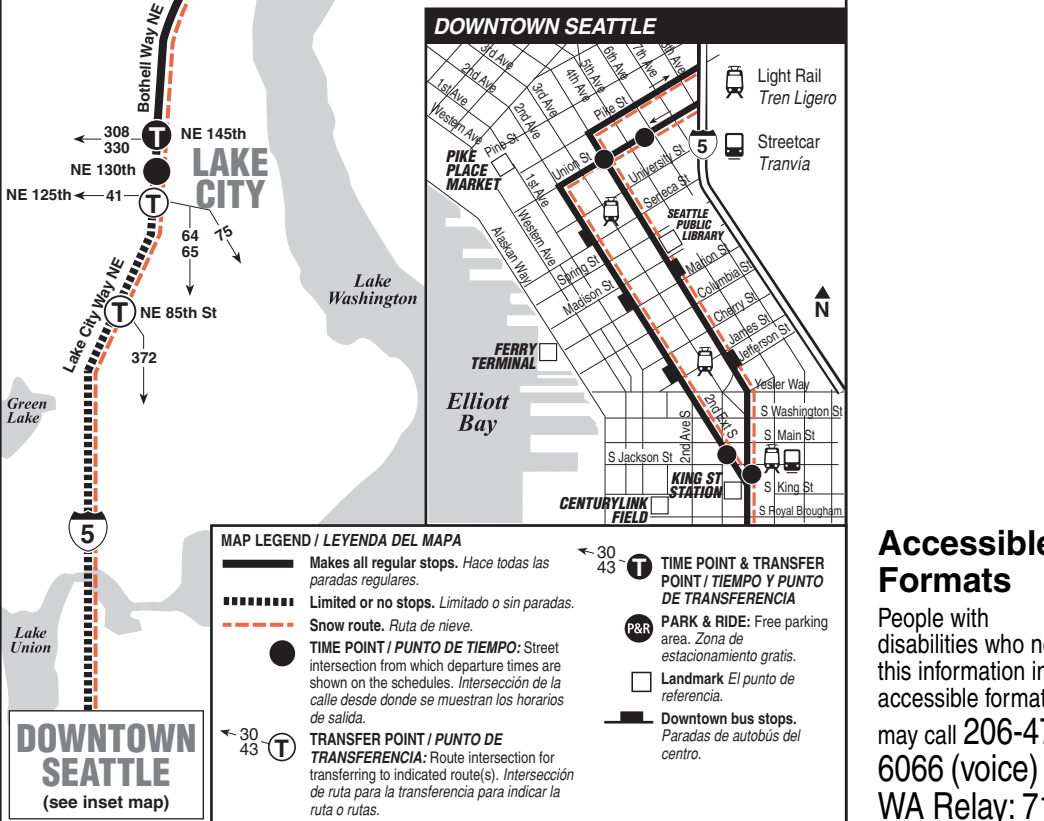 Bothell Way NE
308
330
T
NE 145th
NE 130th
LAKE
CITY
NE 125th
41
T
64
65
75
Lake City Way NE
T
NE 85th St
372
Lake
Washington
Green
Lake
5
Lake
Union
DOWNTOWN
SEATTLE
(see inset map)
DOWNTOWN SEATTLE
3rd Ave
2nd Ave
1st Ave
Western Ave
6th Ave
7th Ave
8th Ave
5th Ave
4th Ave
3rd Ave
2nd Ave
Pike St
Pine St
Union St
1st Ave
Western Ave
Alaskan Way
University St
Seneca St
Spring St
Madison St
Marion St
Columbia St
Cherry St
James St
Jefferson St
Yesler Way
S Washington St
S Main St
S Jackson St
S King St
S Royal Brougham
2nd Ave S
2nd Ext S
PIKE
PLACE
MARKET
SEATTLE
PUBLIC
LIBRARY
FERRY
TERMINAL
Elliott
Bay
KING ST
STATION
CENTURYLINK
FIELD
5
N
Light Rail
Tren Ligero
Streetcar
Tranvía
MAP LEGEND / LEYENDA DEL MAPA
Makes all regular stops. Hace todas las
paradas regulares.
Limited or no stops. Limitado o sin paradas.
Snow route. Ruta de nieve.
TIME POINT / PUNTO DE TIEMPO: Street
intersection from which departure times are
shown on the schedules. Intersección de la
calle desde donde se muestran los horarios
de salida.
30
43
T
TRANSFER POINT / PUNTO DE
TRANSFERENCIA: Route intersection for
transferring to indicated route(s). Intersección
de ruta para la transferencia para indicar la
ruta o rutas.
30
43
T
TIME POINT & TRANSFER
POINT / TIEMPO Y PUNTO
DE TRANSFERENCIA
P&R
PARK & RIDE: Free parking
area. Zona de
estacionamiento gratis.
Landmark El punto de
referencia.
Downtown bus stops.
Paradas de autobús del
centro.
Accessible
Formats
People with
disabilities who n
this information in
accessible format
may call 206-47
6066 (voice)
WA Relay: 71